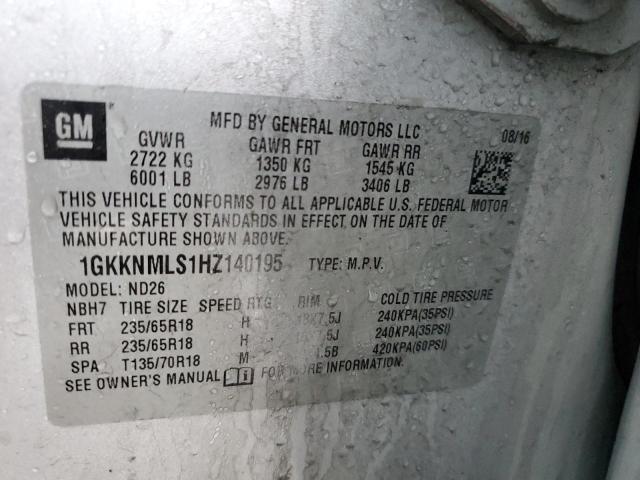 GM
MFD BY GENERAL MOTORS LLC 08/16
GVWR GAWR FRT GAWR RR
2722 KG 1350 KG 1545 KG
6001 LB 2976 LB 3406 LB
THIS VEHICLE CONFORMS TO ALL APPLICABLE U.S. FEDERAL MOTOR
VEHICLE SAFETY STANDARDS IN EFFECT ON THE DATE OF
MANUFACTURE SHOWN ABOVE.
1GKKNMLS1HZ140195 TYPE: M.P.V.
MODEL: ND26
NBH7 TIRE SIZE SPEED RTG RIM COLD TIRE PRESSURE
FRT 235/65R18 H 18X7.5J 240KPA(35PSI)
RR 235/65R18 H 240KPA(35PSI)
SPA T135/70R18 M 420KPA(60PSI)
SEE OWNER'S MANUAL FOR MORE INFORMATION.